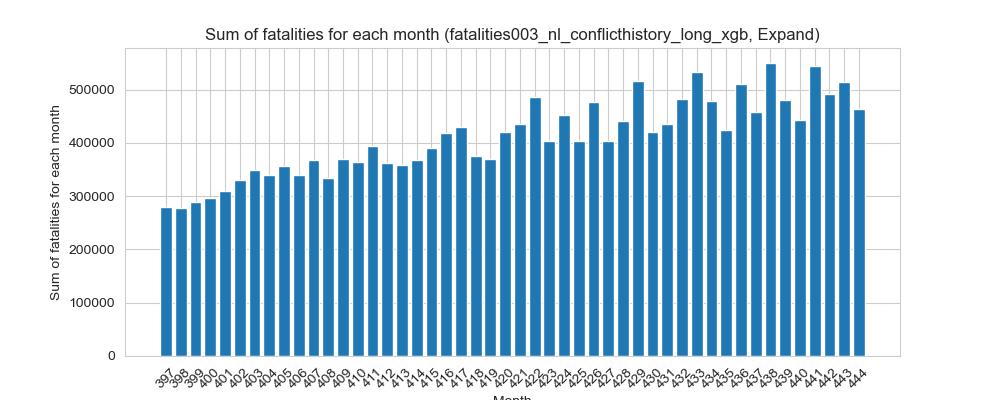 Sum of fatalities for each month (fatalities003_nl_conflicthistory_long_xgb, Expand)
Sum of fatalities for each month
500000
400000
300000
200000
100000
0
397 398 399 400 401 402 403 404 405 406 407 408 409 410 411 412 413 414 415 416 417 418 419 420 421 422 423 424 425 426 427 428 429 430 431 432 433 434 435 436 437 438 439 440 441 442 443 444
Month